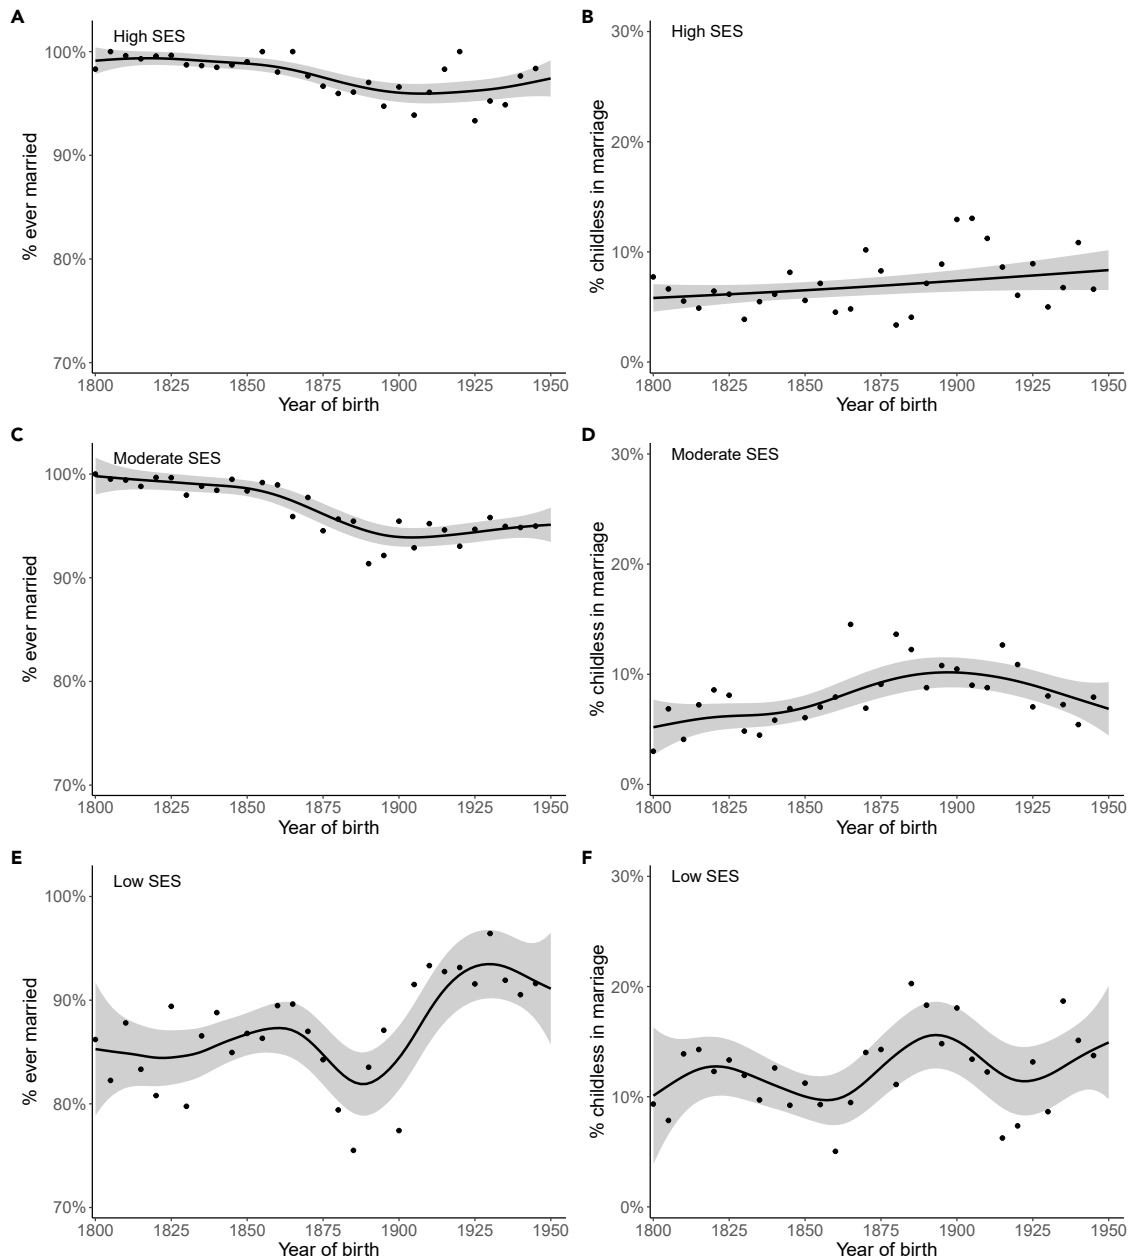 A
High SES
100%
90%
80%
70%
% ever married
1800 1825 1850 1875 1900 1925 1950
Year of birth
B
High SES
30%
20%
10%
0%
% childless in marriage
1800 1825 1850 1875 1900 1925 1950
Year of birth
C
Moderate SES
100%
90%
80%
70%
% ever married
1800 1825 1850 1875 1900 1925 1950
Year of birth
D
Moderate SES
30%
20%
10%
0%
% childless in marriage
1800 1825 1850 1875 1900 1925 1950
Year of birth
E
Low SES
100%
90%
80%
70%
% ever married
1800 1825 1850 1875 1900 1925 1950
Year of birth
F
Low SES
30%
20%
10%
0%
% childless in marriage
1800 1825 1850 1875 1900 1925 1950
Year of birth